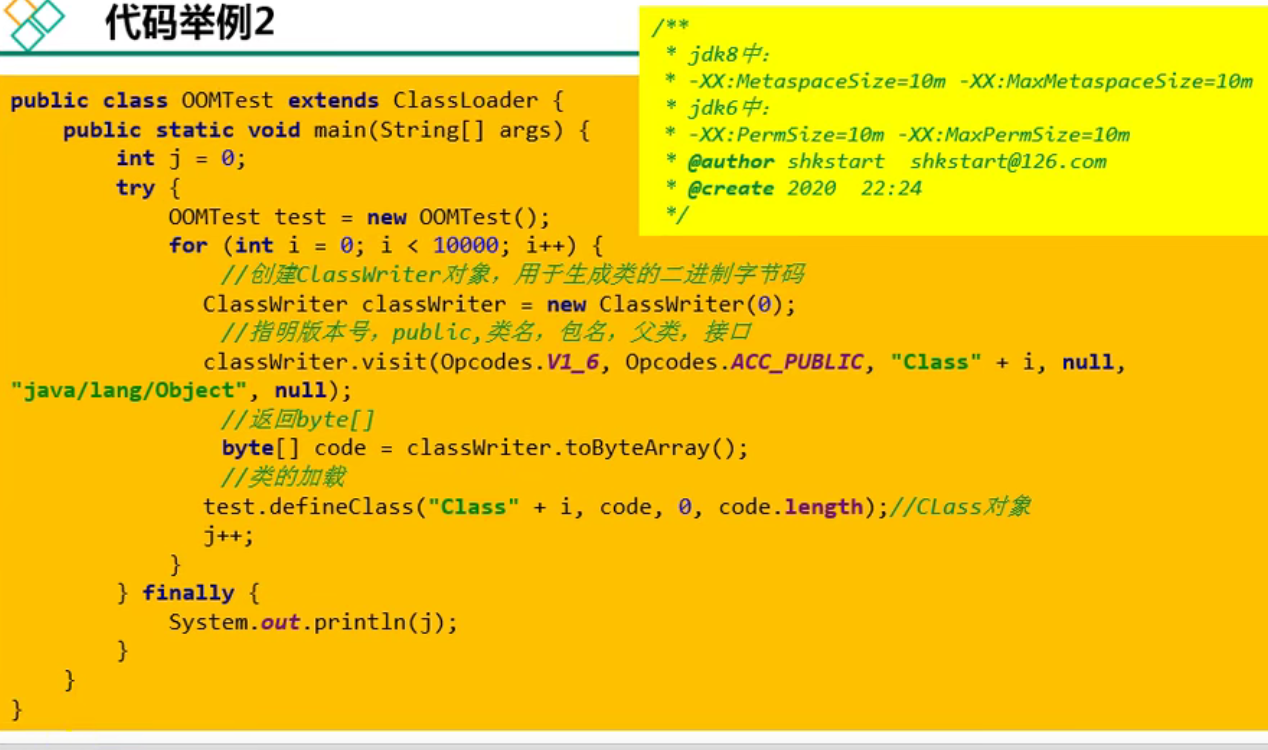 代码举例2
/**
 * jdk8中:
 * -XX:MetaspaceSize=10m -XX:MaxMetaspaceSize=10m
 * jdk6中:
 * -XX:PermSize=10m -XX:MaxPermSize=10m
 * @author shkstart  shkstart@126.com
 * @create 2020  22:24
 */
public class OOMTest extends ClassLoader {
    public static void main(String[] args) {
        int j = 0;
        try {
            OOMTest test = new OOMTest();
            for (int i = 0; i < 10000; i++) {
                //创建ClassWriter对象，用于生成类的二进制字节码
               ClassWriter classWriter = new ClassWriter(0);
                //指明版本号，public,类名，包名，父类，接口
               classWriter.visit(Opcodes.V1_6, Opcodes.ACC_PUBLIC, "Class" + i, null,
"java/lang/Object", null);
                //返回byte[]
                byte[] code = classWriter.toByteArray();
                //类的加载
               test.defineClass("Class" + i, code, 0, code.length);//CLass对象
               j++;
            }
        } finally {
            System.out.println(j);
        }
    }
}